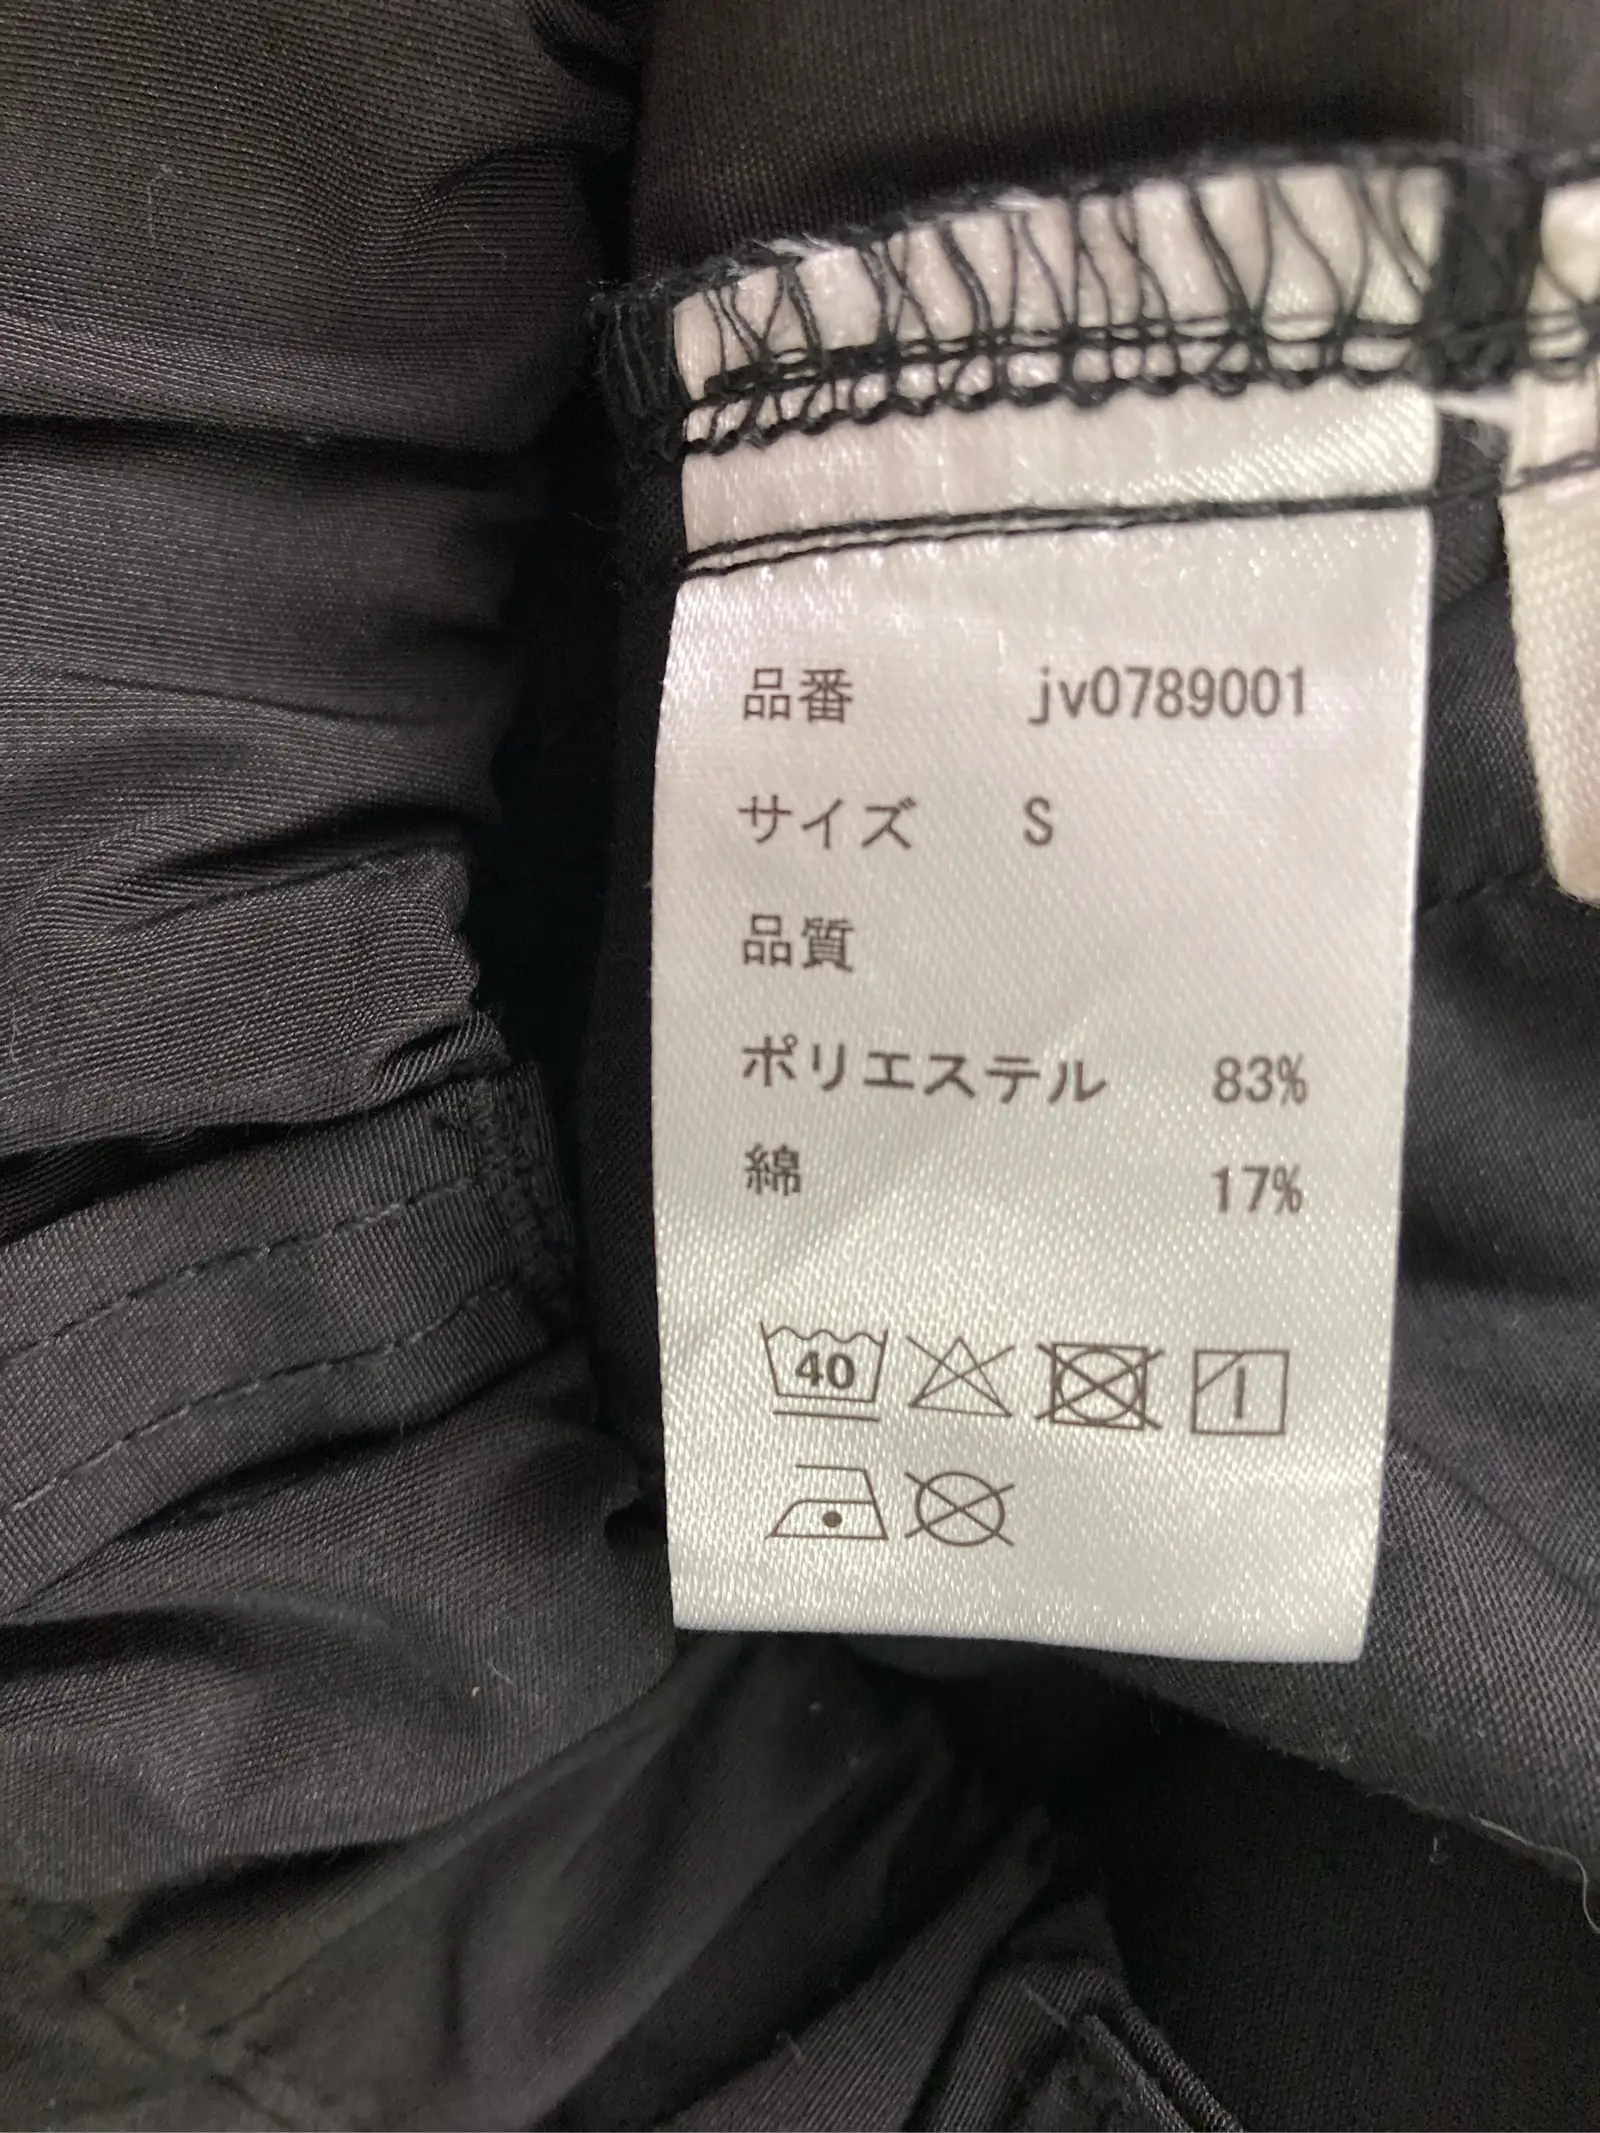 品番 jv0789001
サイズ S
品質
ポリエステル 83%
綿 17%
40